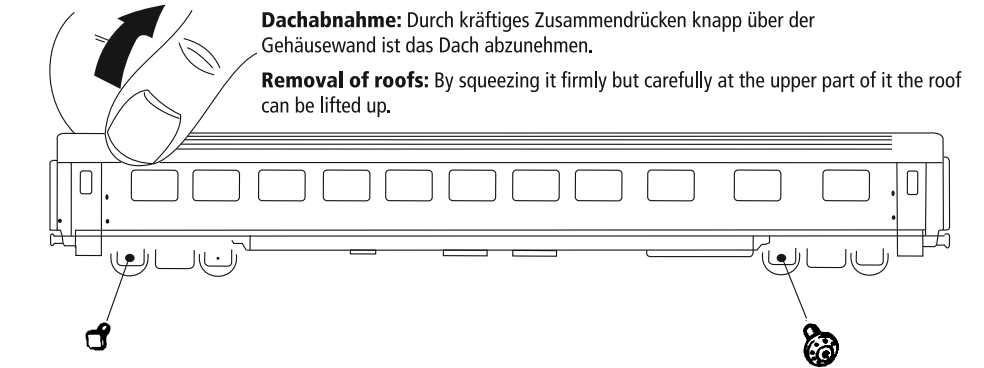 Dachabnahme: Durch kräftiges Zusammendrücken knapp über der
Gehäusewand ist das Dach abzunehmen.
Removal of roofs: By squeezing it firmly but carefully at the upper part of it the roof
can be lifted up.